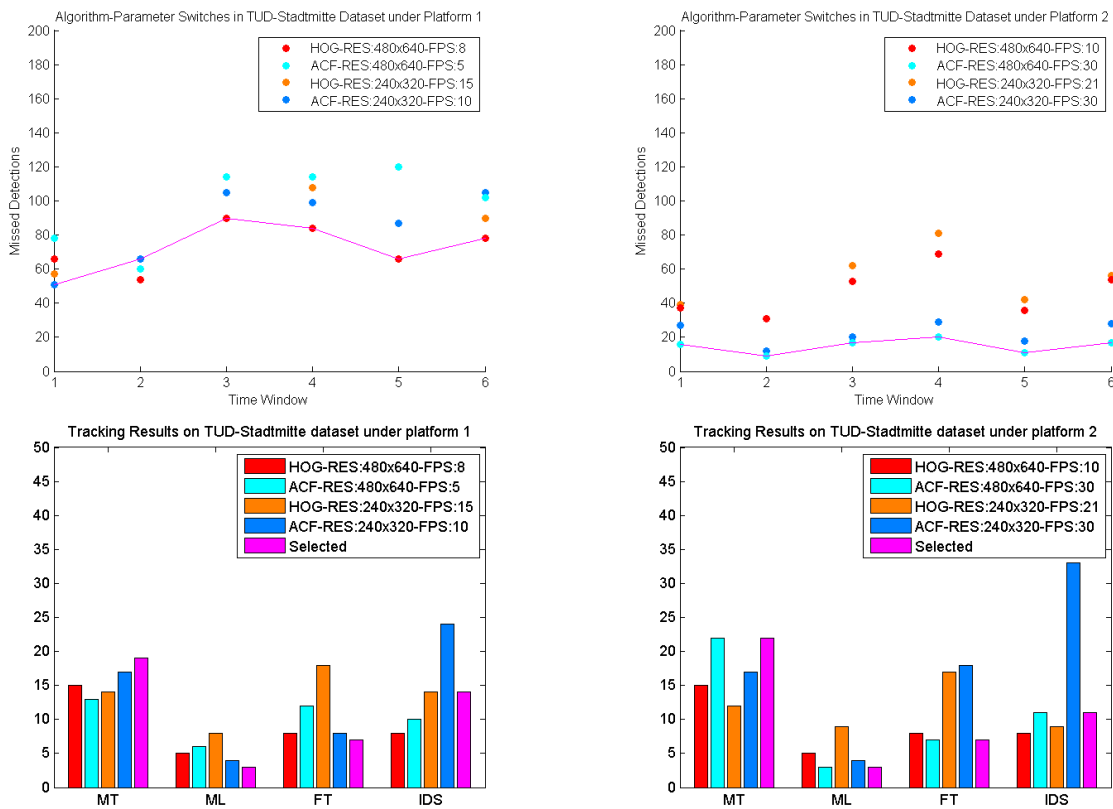 Algorithm-Parameter Switches in TUD-Stadtmitte Dataset under Platform 1
200
180
160
140
120
100
80
60
40
20
0
Missed Detections
HOG-RES:480x640-FPS:8
ACF-RES:480x640-FPS:5
HOG-RES:240x320-FPS:15
ACF-RES:240x320-FPS:10
1 2 3 4 5 6
Time Window
Algorithm-Parameter Switches in TUD-Stadtmitte Dataset under Platform 2
200
180
160
140
120
100
80
60
40
20
0
Missed Detections
HOG-RES:480x640-FPS:10
ACF-RES:480x640-FPS:30
HOG-RES:240x320-FPS:21
ACF-RES:240x320-FPS:30
1 2 3 4 5 6
Time Window
Tracking Results on TUD-Stadtmitte dataset under platform 1
50
45
40
35
30
25
20
15
10
5
0
HOG-RES:480x640-FPS:8
ACF-RES:480x640-FPS:5
HOG-RES:240x320-FPS:15
ACF-RES:240x320-FPS:10
Selected
MT ML FT IDS
Tracking Results on TUD-Stadtmitte dataset under platform 2
50
45
40
35
30
25
20
15
10
5
0
HOG-RES:480x640-FPS:10
ACF-RES:480x640-FPS:30
HOG-RES:240x320-FPS:21
ACF-RES:240x320-FPS:30
Selected
MT ML FT IDS